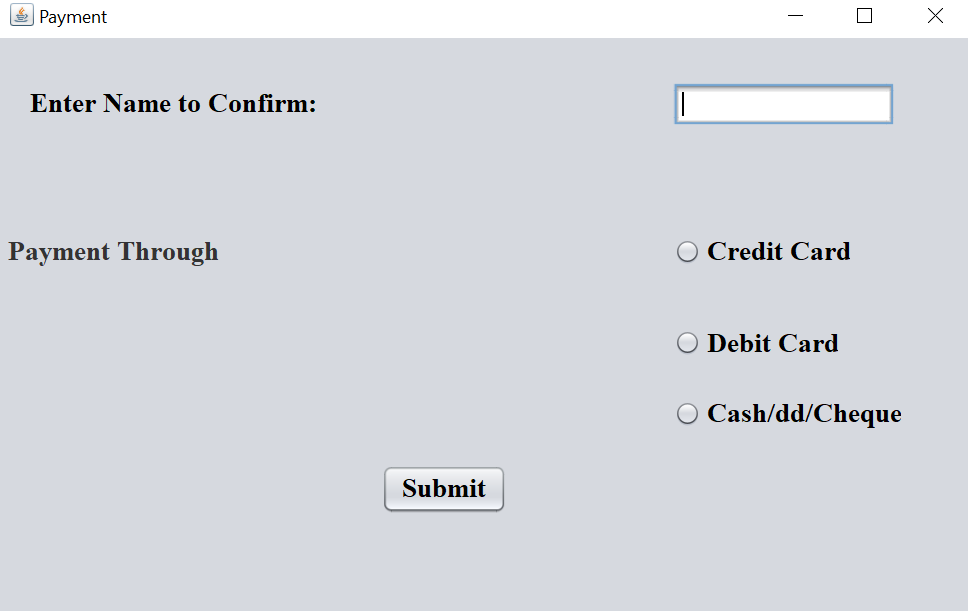 Payment
Enter Name to Confirm:
Payment Through
Credit Card
Debit Card
Cash/dd/Cheque
Submit